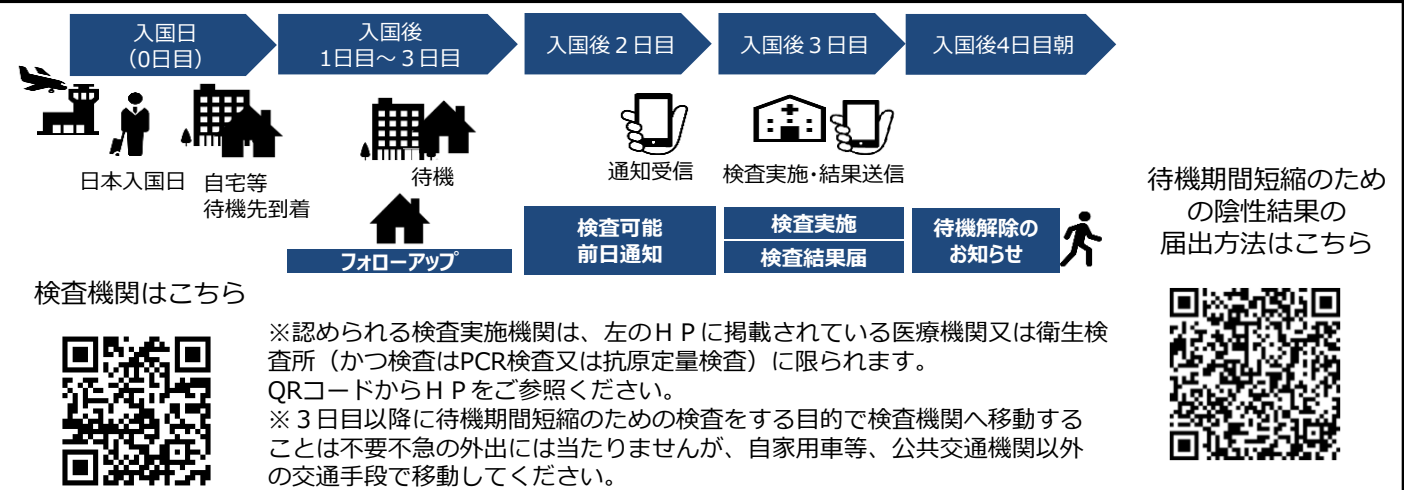 入国日
（0日目）
入国後
1日目～３日目
入国後２日目
入国後３日目
入国後4日目朝
日本入国日
自宅等
待機先到着
待機
通知受信
検査実施・結果送信
フォローアップ
検査可能
前日通知
検査実施
検査結果届
待機解除の
お知らせ
待機期間短縮のため
の陰性結果の
届出方法はこちら
検査機関はこちら
※認められる検査実施機関は、左のＨＰに掲載されている医療機関又は衛生検
査所（かつ検査はPCR検査又は抗原定量検査）に限られます。
QRコードからＨＰをご参照ください。
※３日目以降に待機期間短縮のための検査をする目的で検査機関へ移動する
ことは不要不急の外出には当たりませんが、自家用車等、公共交通機関以外
の交通手段で移動してください。